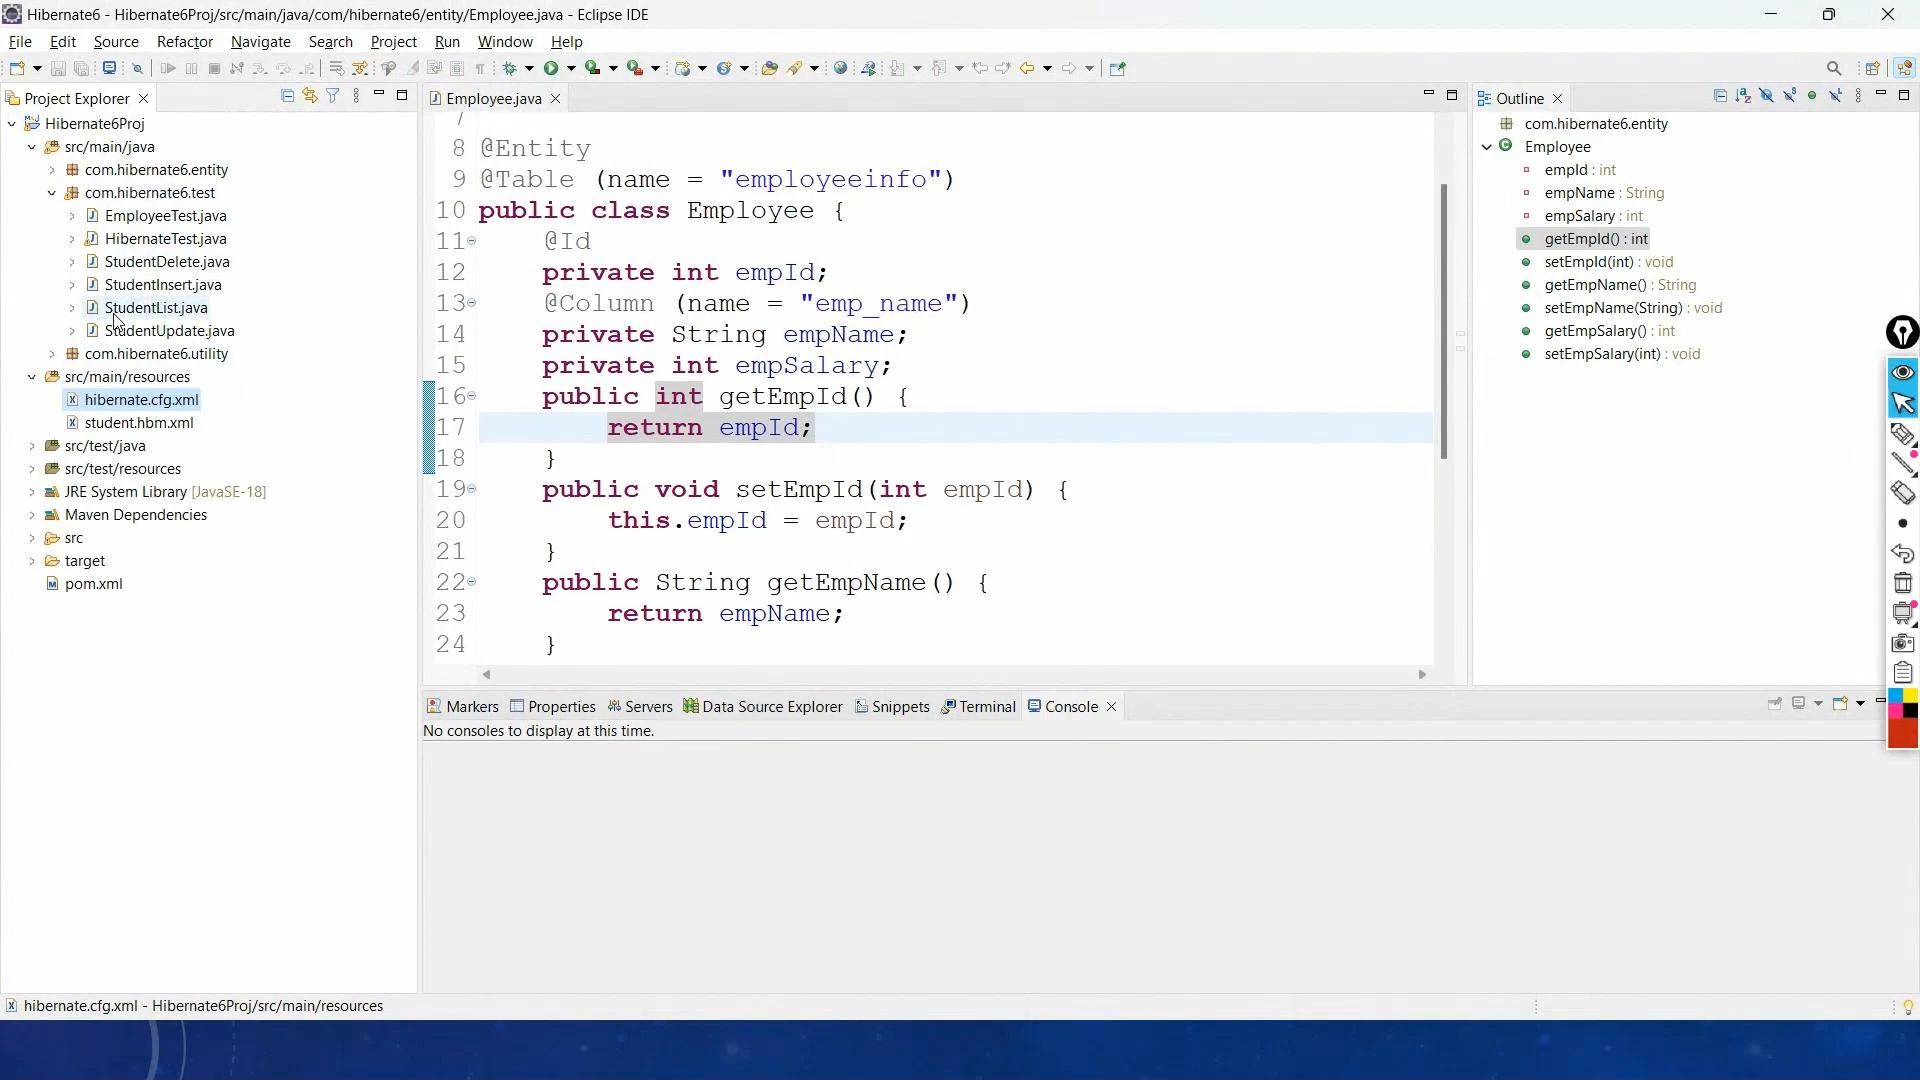 Hibernate6 - Hibernate6Proj/src/main/java/com/hibernate6/entity/Employee.java - Eclipse IDE
File Edit Source Refactor Navigate Search Project Run Window Help
Project Explorer
Hibernate6Proj
src/main/java
com.hibernate6.entity
com.hibernate6.test
EmployeeTest.java
HibernateTest.java
StudentDelete.java
StudentInsert.java
StudentList.java
StudentUpdate.java
com.hibernate6.utility
src/main/resources
hibernate.cfg.xml
student.hbm.xml
src/test/java
src/test/resources
JRE System Library [JavaSE-18]
Maven Dependencies
src
target
pom.xml
Employee.java
7
8 @Entity
9 @Table (name = "employeeinfo")
10 public class Employee {
11 @Id
12 private int empId;
13 @Column (name = "emp_name")
14 private String empName;
15 private int empSalary;
16 public int getEmpId() {
17 return empId;
18 }
19 public void setEmpId(int empId) {
20 this.empId = empId;
21 }
22 public String getEmpName() {
23 return empName;
24 }
Outline
com.hibernate6.entity
Employee
empId : int
empName : String
empSalary : int
getEmpId() : int
setEmpId(int) : void
getEmpName() : String
setEmpName(String) : void
getEmpSalary() : int
setEmpSalary(int) : void
Markers Properties Servers Data Source Explorer Snippets Terminal Console
No consoles to display at this time.
hibernate.cfg.xml - Hibernate6Proj/src/main/resources